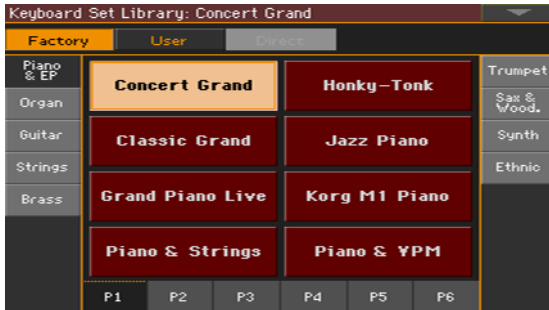 Keyboard Set Library: Concert Grand
Factory
User
Direct
Piano
& EP
Organ
Guitar
Strings
Brass
Concert Grand
Honky-Tonk
Classic Grand
Jazz Piano
Grand Piano Live
Korg M1 Piano
Piano & Strings
Piano & ¥PM
Trumpet
Sax &
Wood.
Synth
Ethnic
P1
P2
P3
P4
P5
P6